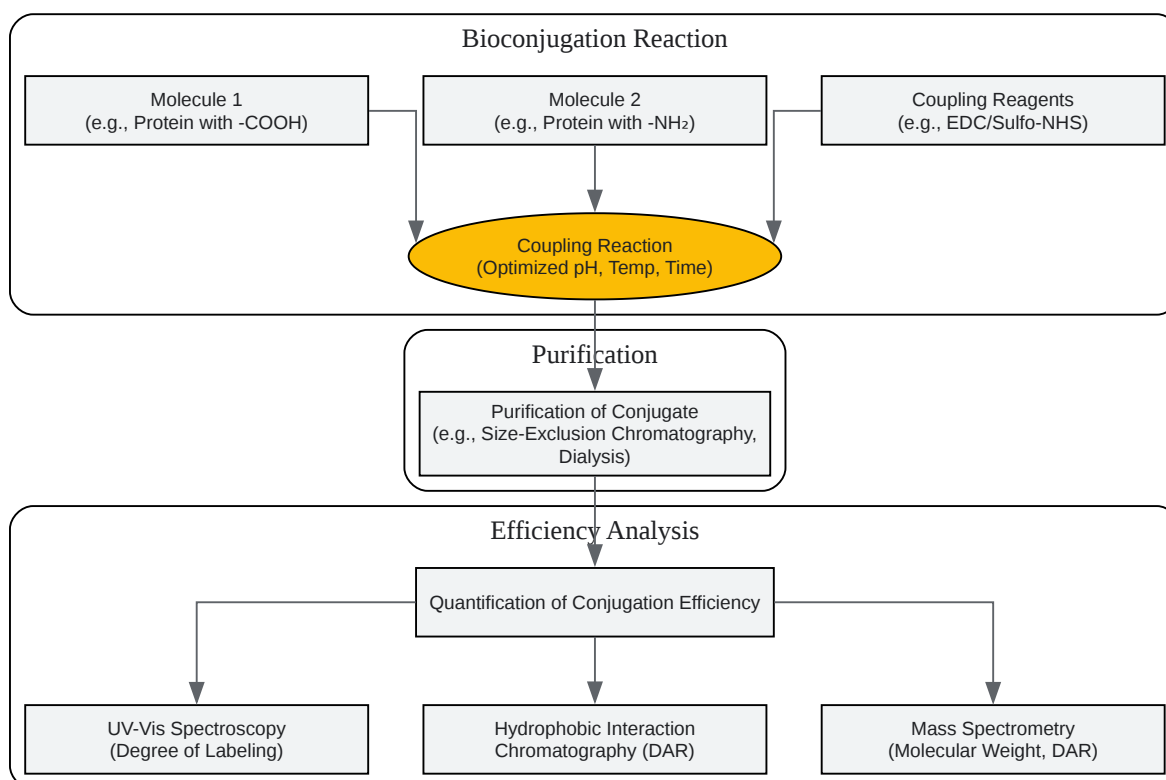 Bioconjugation Reaction
Molecule 1
(e.g., Protein with -COOH)
Molecule 2
(e.g., Protein with -NH₂)
Coupling Reagents
(e.g., EDC/Sulfo-NHS)
Coupling Reaction
(Optimized pH, Temp, Time)
Purification
Purification of Conjugate
(e.g., Size-Exclusion Chromatography,
Dialysis)
Efficiency Analysis
Quantification of Conjugation Efficiency
UV-Vis Spectroscopy
(Degree of Labeling)
Hydrophobic Interaction
Chromatography (DAR)
Mass Spectrometry
(Molecular Weight, DAR)